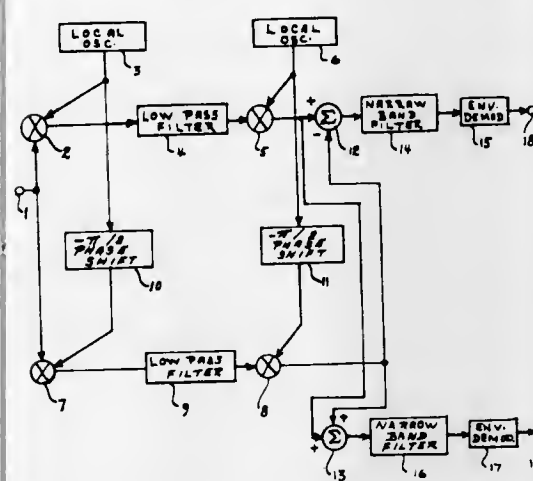 LOCAL
OSC.
3
LOCAL
OSC.
6
2
LOW PASS
FILTER
4
5
+
-
Σ
12
NARROW
BAND
FILTER
14
ENV.
DEMOD
15
18
1
-π/2
PHASE
SHIFT
10
-π/2
PHASE
SHIFT
11
7
LOW PASS
FILTER
9
8
+
+
Σ
13
NARROW
BAND
FILTER
16
ENV.
DEMOD
17